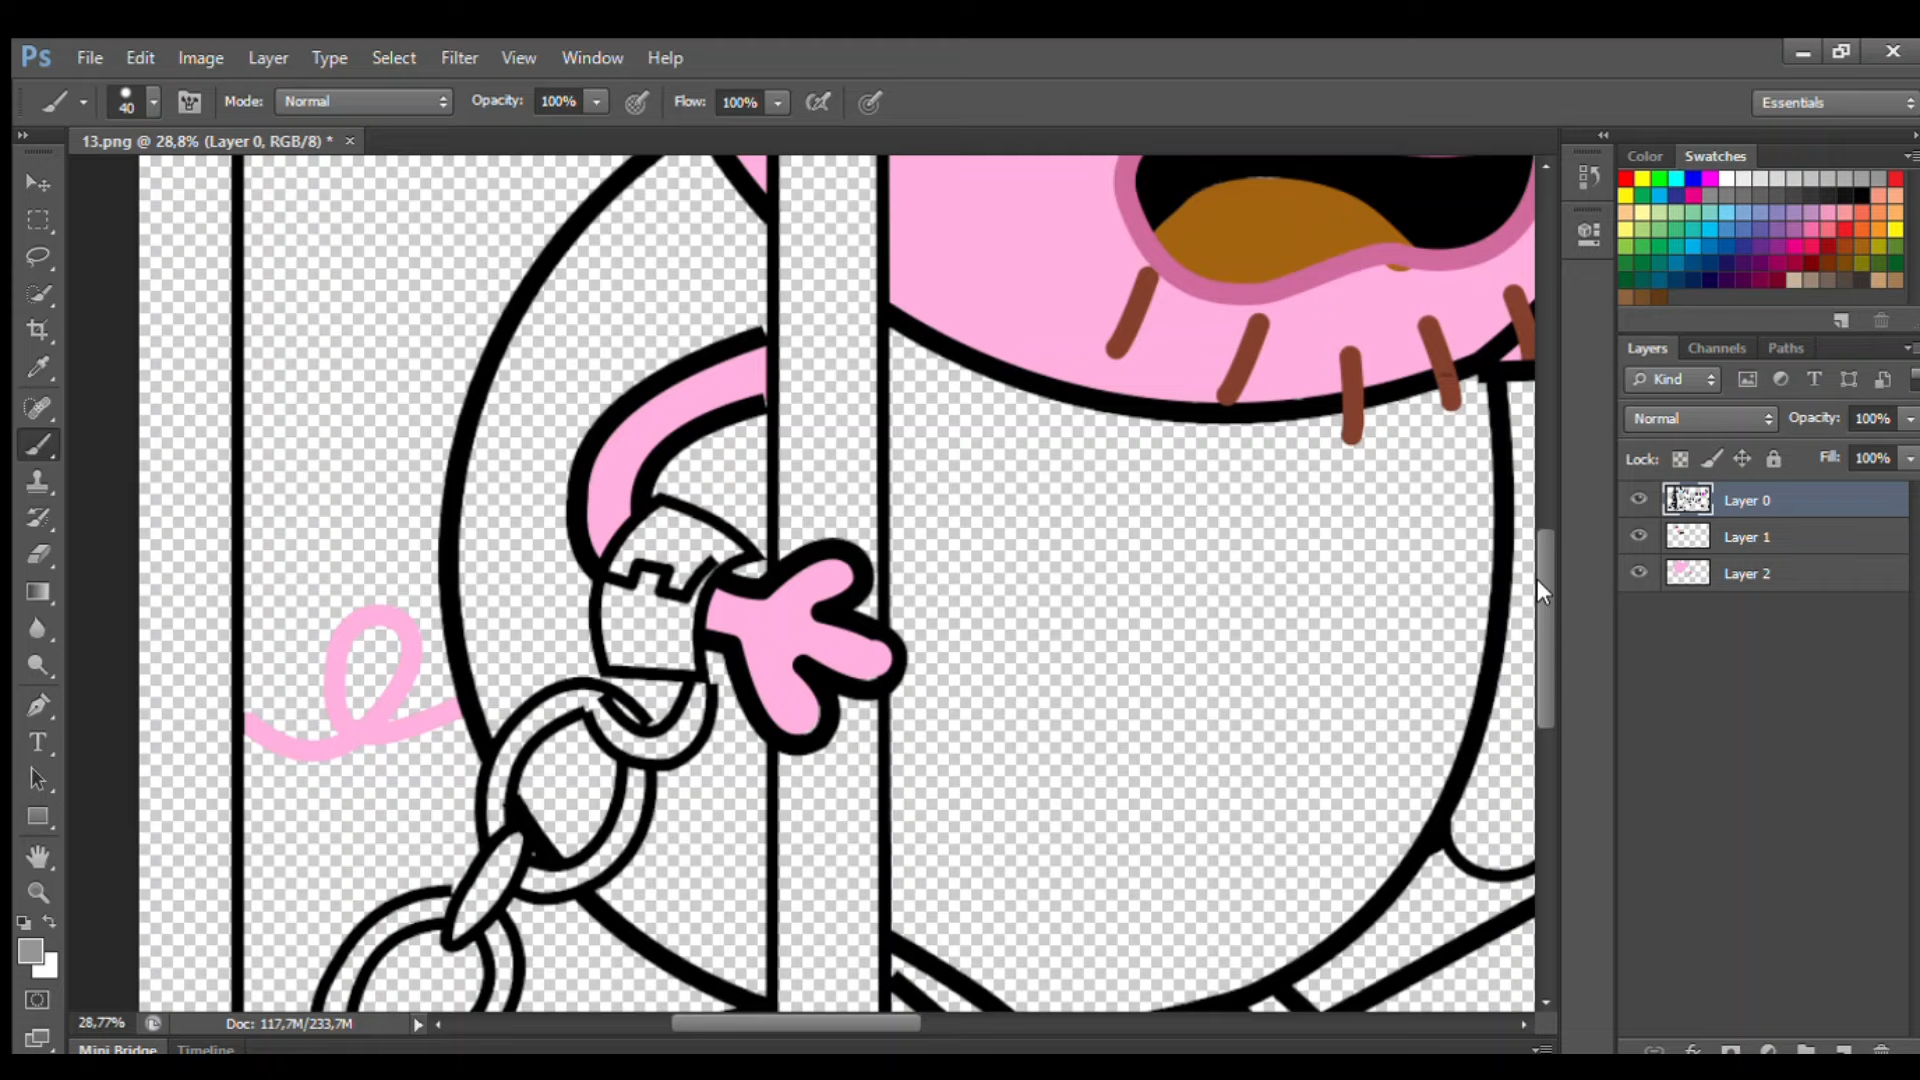 Ps File Edit Image Layer Type Select Filter View Window Help
40 Mode: Normal Opacity: 100% Flow: 100% Essentials
13.png @ 28,8% (Layer 0, RGB/8) * ×
Color Swatches
Layers Channels Paths
Kind
Normal Opacity: 100%
Lock: Fill: 100%
Layer 0
Layer 1
Layer 2
28,77% Doc: 117,7M/233,7M
Mini Bridge Timeline